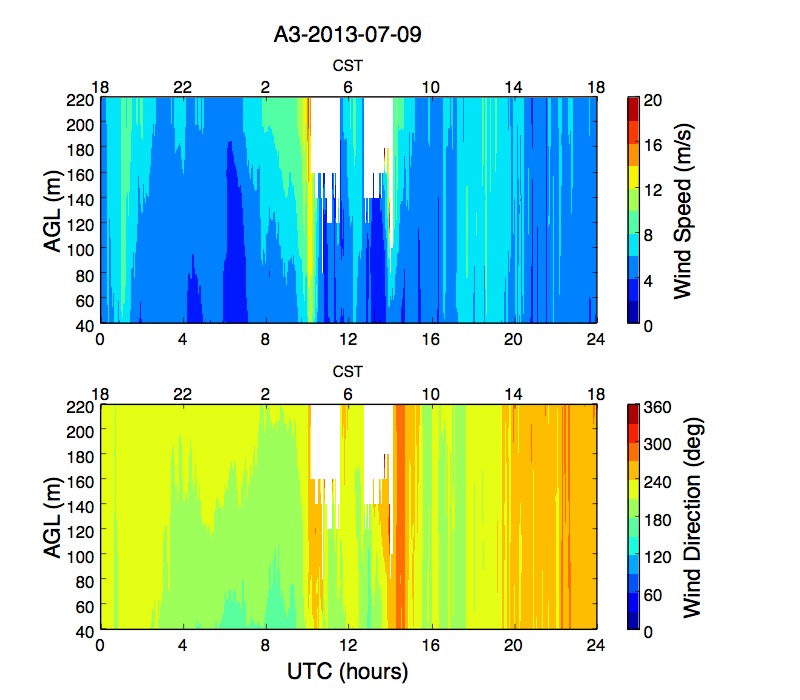 A3-2013-07-09
CST
18 22 2 6 10 14 18
220 200 180 160 140 120 100 80 60 40
AGL (m)
0 4 8 12 16 20 24
20 16 12 8 4 0
Wind Speed (m/s)
CST
18 22 2 6 10 14 18
220 200 180 160 140 120 100 80 60 40
AGL (m)
0 4 8 12 16 20 24
UTC (hours)
360 300 240 180 120 60 0
Wind Direction (deg)